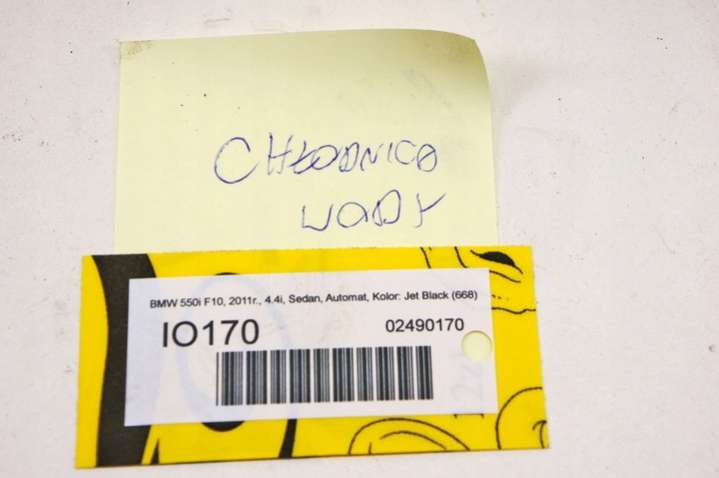 CHŁODNICA
WODY
BMW 550i F10, 2011r., 4.4i, Sedan, Automat, Kolor: Jet Black (668)
IO170
02490170